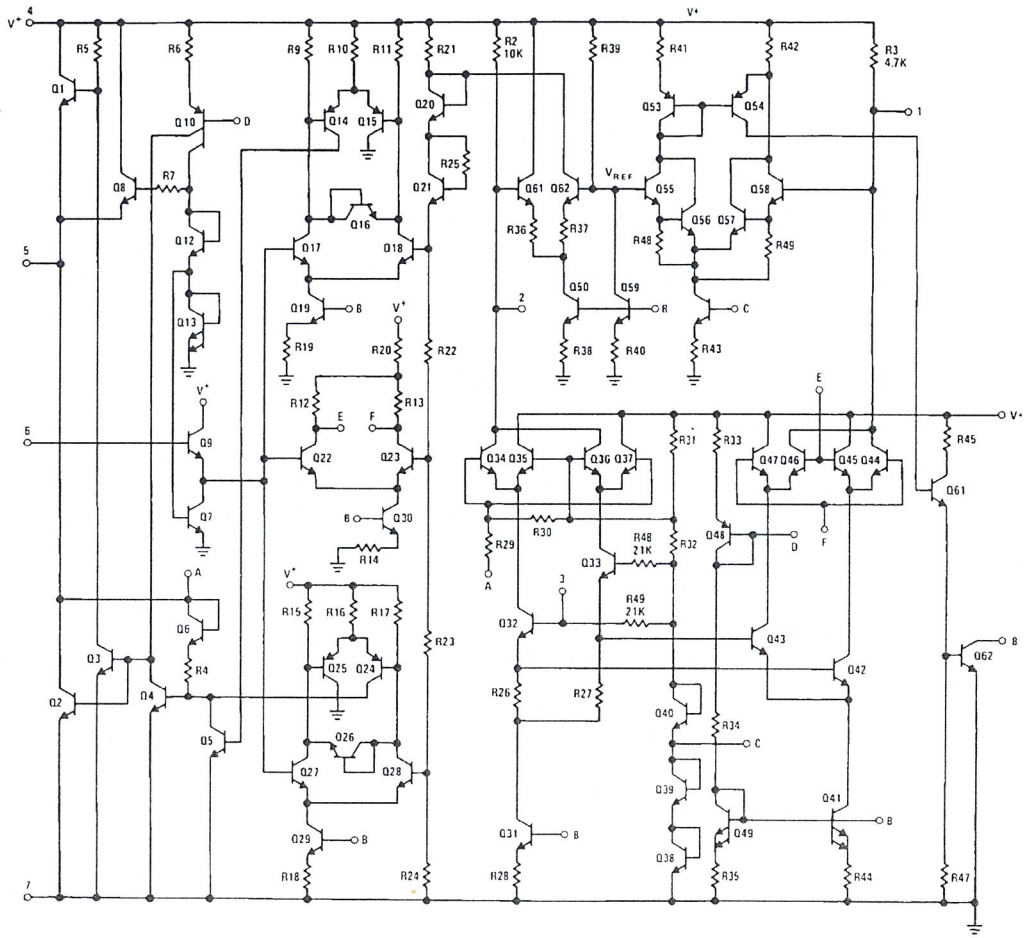 4
V+
V+
R5
R6
R9
R10
R11
R21
R2
10K
R39
R41
R42
R3
4.7K
Q1
Q10
D
Q14
Q15
Q20
Q53
Q54
1
R25
Q8
R7
Q21
Q61
Q62
VREF
Q55
Q58
Q16
R36
R37
Q56
Q57
Q12
Q17
Q18
R48
R49
5
Q13
Q19
B
2
Q50
Q59
R
C
V+
R19
R20
R22
R38
R40
R43
V+
R12
R13
E
E
F
V+
6
Q9
Q22
Q23
Q34
Q35
Q36
Q37
R31
R33
Q47
Q46
Q45
Q44
R45
Q7
B
Q30
R30
Q61
R14
R29
R48
21K
R32
Q48
D
F
A
V+
A
Q33
3
R49
21K
R15
R16
R17
Q6
R23
Q32
Q43
Q3
R4
Q25
Q24
Q42
8
Q62
Q2
Q4
R26
R27
Q40
R34
Q5
Q26
C
Q27
Q28
Q39
Q41
Q29
B
Q31
B
Q49
B
Q38
R18
R24
R28
R35
R44
R47
7